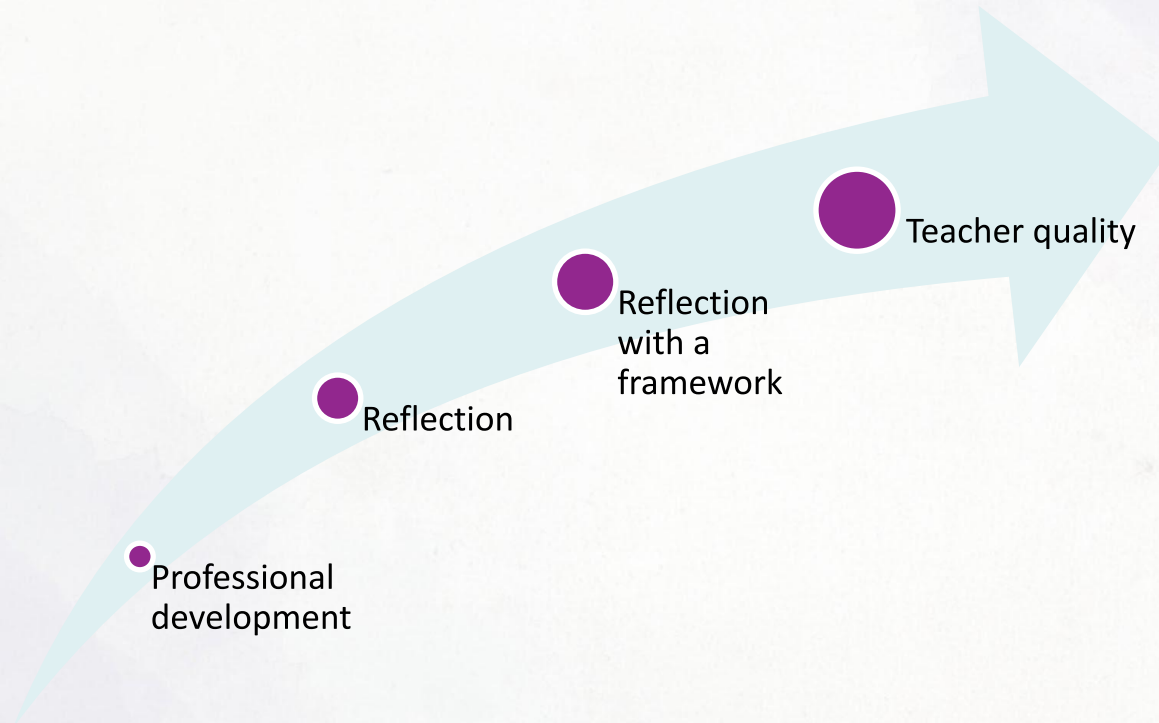 Teacher quality
Reflection
with a
framework
Reflection
Professional
development